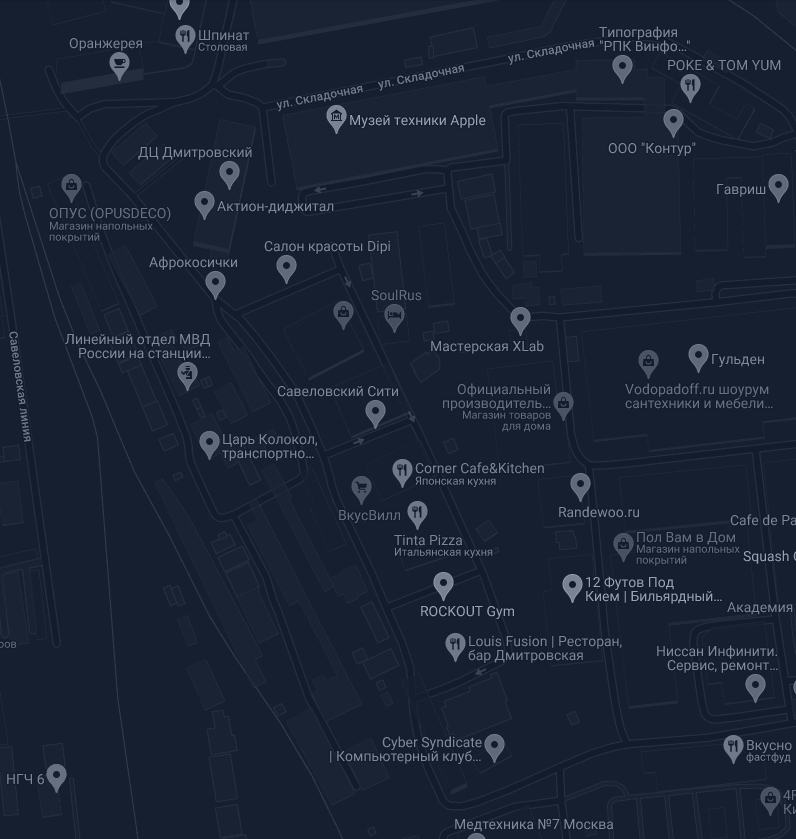 Оранжерея
Шпинат
Столовая
ул. Складочная
ул. Складочная
ул. Складочная
Типография
"РПК Винфо..."
POKE & TOM YUM
Музей техники Apple
ООО "Контур"
ДЦ Дмитровский
Гавриш
Актион-диджитал
ОПУС (OPUSDECO)
Магазин напольных
покрытий
Салон красоты Dipi
Афрокосички
SoulRus
Савеловская линия
Линейный отдел МВД
России на станции...
Мастерская XLab
Гульден
Савеловский Сити
Официальный
производитель...
Магазин товаров
для дома
Vodopadoff.ru шоурум
сантехники и мебели...
Царь Колокол,
транспортно...
Corner Cafe&Kitchen
Японская кухня
ВкусВилл
Randewoo.ru
Cafe de Pa
Tinta Pizza
Итальянская кухня
Пол Вам в Дом
Магазин напольных
покрытий
Squash C
12 Футов Под
Кием | Бильярдный...
Академия
ROCKOUT Gym
ров
Louis Fusion | Ресторан,
бар Дмитровская
Ниссан Инфинити.
Сервис, ремонт...
Cyber Syndicate
| Компьютерный клуб...
Вкусно
фастфуд
НГЧ 6
4F
Ки
Медтехника №7 Москва